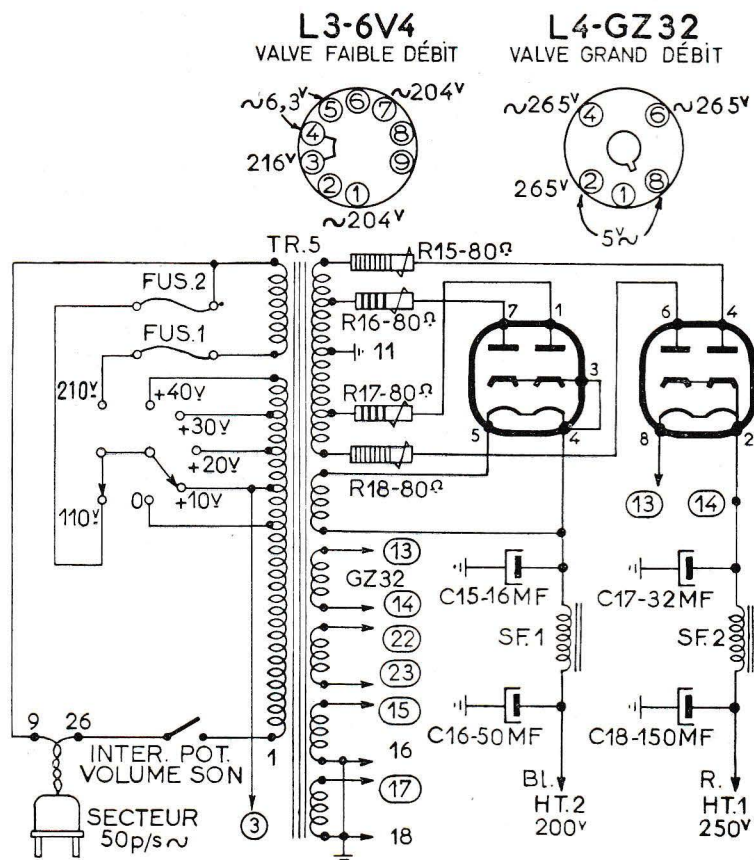 L3-6V4
VALVE FAIBLE DÉBIT
L4-GZ32
VALVE GRAND DÉBIT
~6,3V
5
6
7
~204V
4
8
216V
3
9
2
1
~204V
~265V
4
6
~265V
265V
2
1
8
5V~
TR.5
R15-80Ω
FUS.2
R16-80Ω
7
1
6
4
FUS.1
11
3
210V
+40V
R17-80Ω
+30V
5
4
8
2
+20V
R18-80Ω
13
14
110V
0
+10V
13
GZ32
C15-16MF
C17-32MF
14
22
SF.1
SF.2
23
15
9
26
C16-50MF
C18-150MF
INTER. POT.
VOLUME SON
1
16
Bl.
R.
17
HT.2
200V
HT.1
250V
SECTEUR
50p/s~
3
18